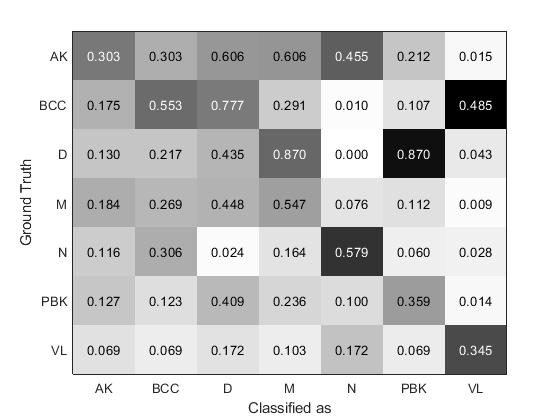 AK 0.303 0.303 0.606 0.606 0.455 0.212 0.015
BCC 0.175 0.553 0.777 0.291 0.010 0.107 0.485
D 0.130 0.217 0.435 0.870 0.000 0.870 0.043
M 0.184 0.269 0.448 0.547 0.076 0.112 0.009
N 0.116 0.306 0.024 0.164 0.579 0.060 0.028
PBK 0.127 0.123 0.409 0.236 0.100 0.359 0.014
VL 0.069 0.069 0.172 0.103 0.172 0.069 0.345
AK BCC D M N PBK VL
Classified as
Ground Truth